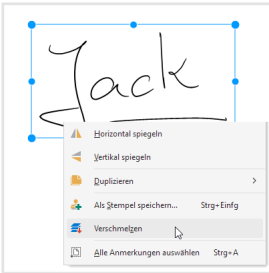 Jack
Horizontal spiegeln
Vertikal spiegeln
Duplizieren
Als Stempel speichern... Strg+Einfg
Verschmelzen
Alle Anmerkungen auswählen Strg+A